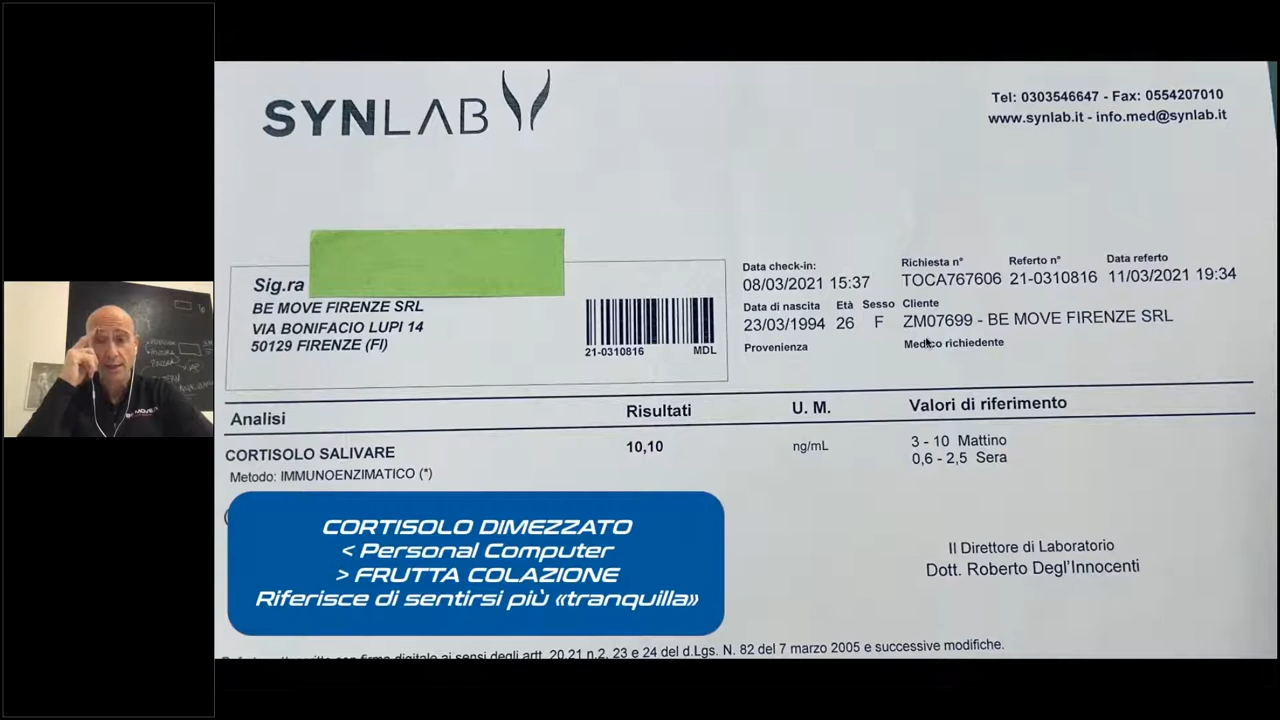 SYNLAB
Tel: 0303546647 - Fax: 0554207010
www.synlab.it - info.med@synlab.it
Sig.ra
BE MOVE FIRENZE SRL
VIA BONIFACIO LUPI 14
50129 FIRENZE (FI)
21-0310816 MDL
Data check-in: Richiesta n° Referto n° Data referto
08/03/2021 15:37 TOCA767606 21-0310816 11/03/2021 19:34
Data di nascita Età Sesso Cliente
23/03/1994 26 F ZM07699 - BE MOVE FIRENZE SRL
Provenienza Medico richiedente
Analisi Risultati U. M. Valori di riferimento
CORTISOLO SALIVARE 10,10 ng/mL 3 - 10 Mattino
0,6 - 2,5 Sera
Metodo: IMMUNOENZIMATICO (*)
CORTISOLO DIMEZZATO
< Personal Computer
> FRUTTA COLAZIONE
Riferisce di sentirsi più «tranquilla»
Il Direttore di Laboratorio
Dott. Roberto Degl'Innocenti
con firma digitale ai sensi degli artt. 20,21 n.2, 23 e 24 del d.Lgs. N. 82 del 7 marzo 2005 e successive modifiche.